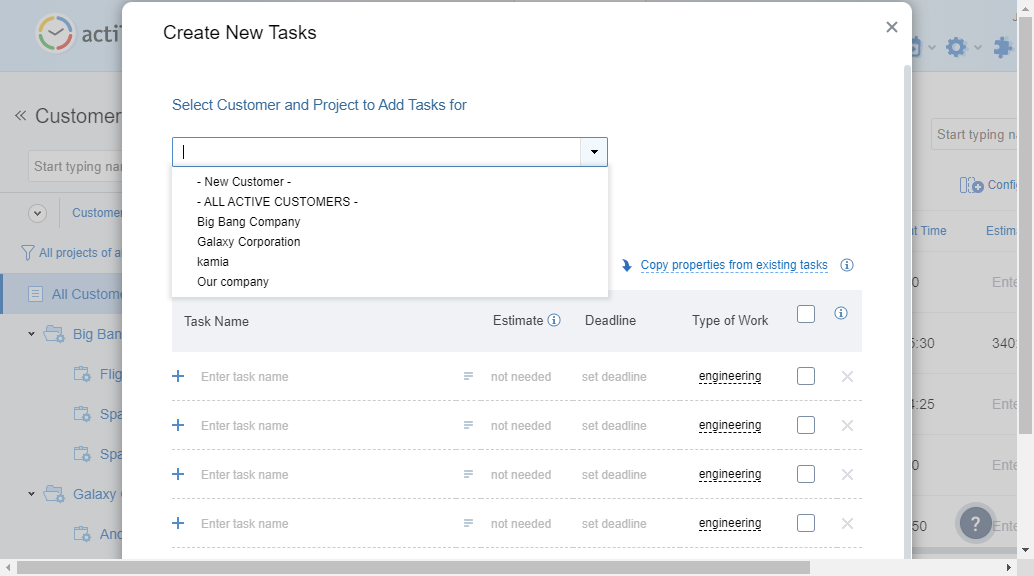 acti
Create New Tasks
Customer
Select Customer and Project to Add Tasks for
Start typing na
Start typing n
- New Customer -
- ALL ACTIVE CUSTOMERS -
Big Bang Company
Galaxy Corporation
kamia
Our company
Custome
Confi
All projects of a
t Time
Estim
Copy properties from existing tasks
All Custome
0
Ente
Task Name
Estimate
Deadline
Type of Work
Big Ban
5:30
340:
Enter task name
not needed
set deadline
engineering
Flig
Enter task name
not needed
set deadline
engineering
Spa
4:25
Ente
Enter task name
not needed
set deadline
engineering
Spa
0
Ente
Enter task name
not needed
set deadline
engineering
Galaxy
And
50
?
Ente